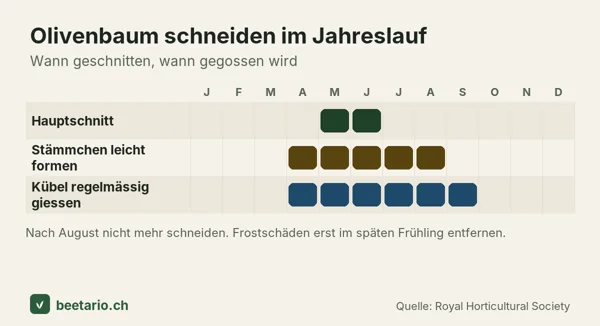 Olivenbaum schneiden im Jahreslauf
Wann geschnitten, wann gegossen wird
J F M A M J J A S O N D
Hauptschnitt
Stämmchen leicht
formen
Kübel regelmässig
giessen
Nach August nicht mehr schneiden. Frostschäden erst im späten Frühling entfernen.
beetario.ch
Quelle: Royal Horticultural Society